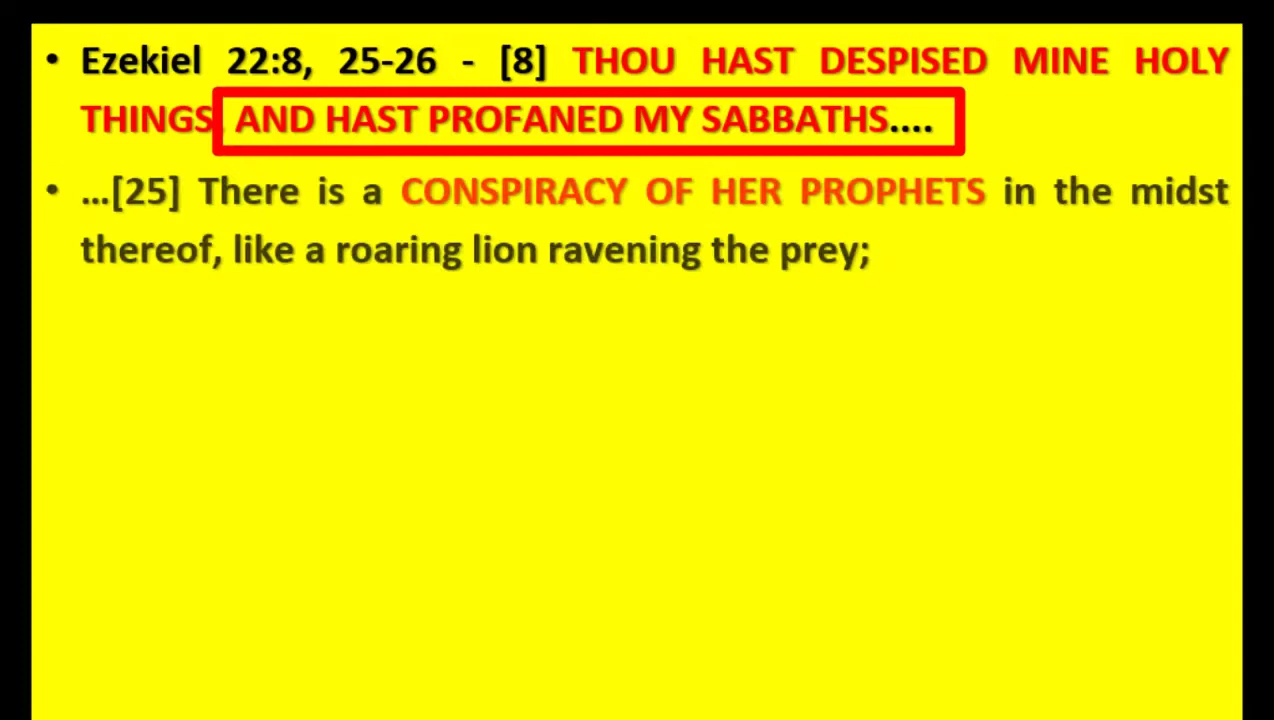 • Ezekiel 22:8, 25-26 - [8] THOU HAST DESPISED MINE HOLY
THINGS, AND HAST PROFANED MY SABBATHS....
• ...[25] There is a CONSPIRACY OF HER PROPHETS in the midst
thereof, like a roaring lion ravening the prey;